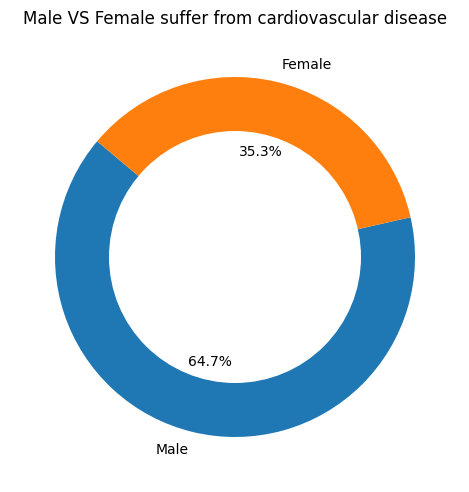 Male VS Female suffer from cardiovascular disease
Female
35.3%
64.7%
Male